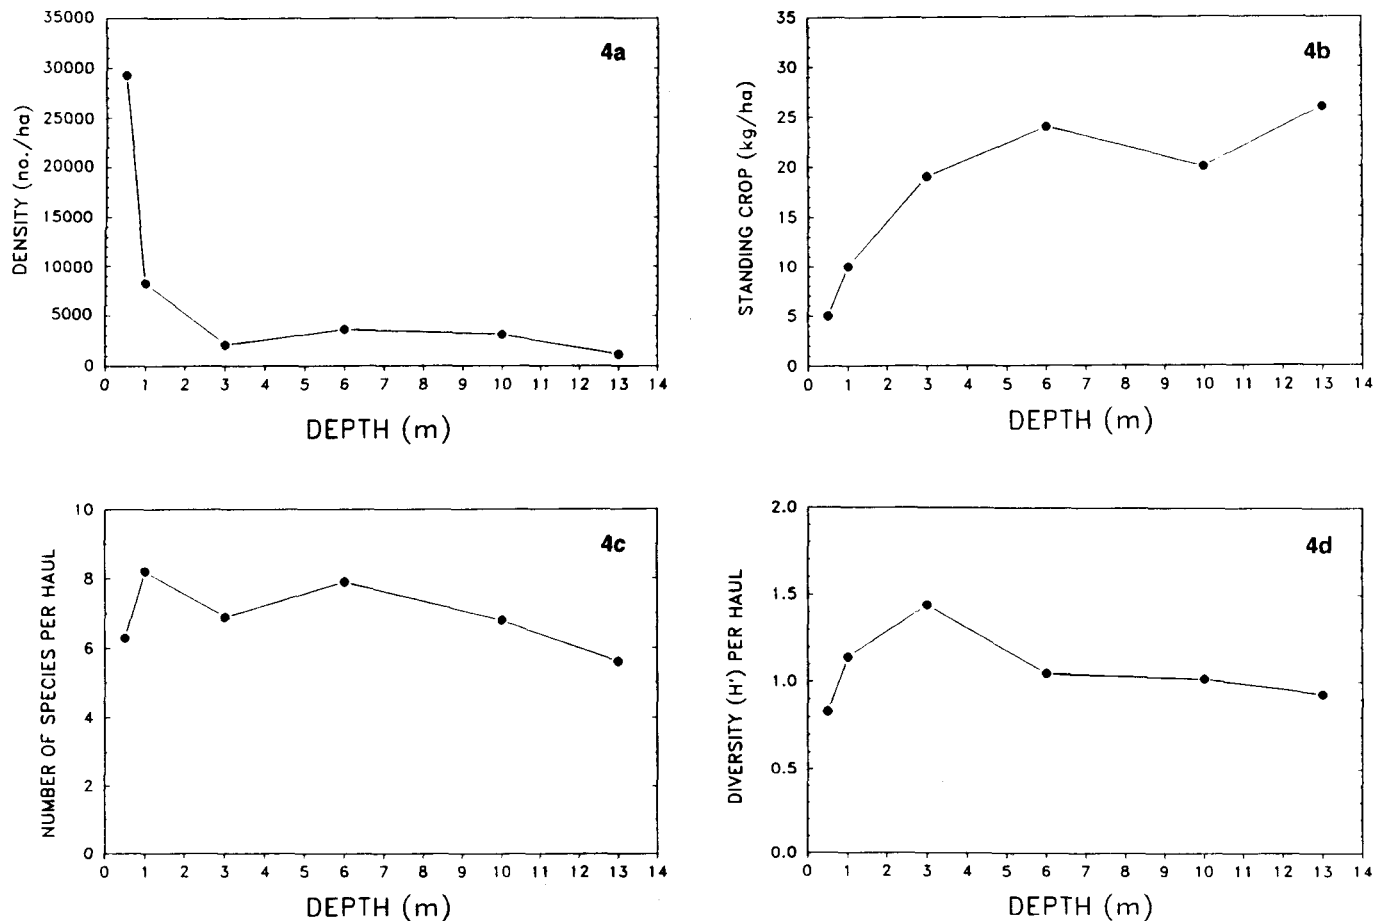 4a
DENSITY (no./ha)
35000
30000
25000
20000
15000
10000
5000
0
0 1 2 3 4 5 6 7 8 9 10 11 12 13 14
DEPTH (m)
4b
STANDING CROP (kg/ha)
35
30
25
20
15
10
5
0
0 1 2 3 4 5 6 7 8 9 10 11 12 13 14
DEPTH (m)
4c
NUMBER OF SPECIES PER HAUL
10
8
6
4
2
0
0 1 2 3 4 5 6 7 8 9 10 11 12 13 14
DEPTH (m)
4d
DIVERSITY (H') PER HAUL
2.0
1.5
1.0
0.5
0.0
0 1 2 3 4 5 6 7 8 9 10 11 12 13 14
DEPTH (m)